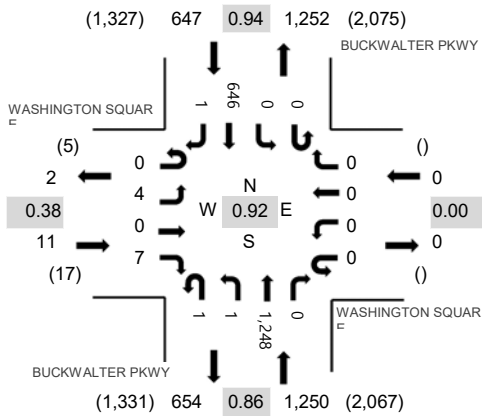 (1,327) 647 0.94 1,252 (2,075)
BUCKWALTER PKWY
1 646 0 0
WASHINGTON SQUAR
E
(5) 0 0 ()
2 4 N 0 0
0.38 0 W 0.92 E 0 0.00
11 7 S 0 0
(17) ()
1 1 1,248 0
WASHINGTON SQUAR
E
BUCKWALTER PKWY
(1,331) 654 0.86 1,250 (2,067)